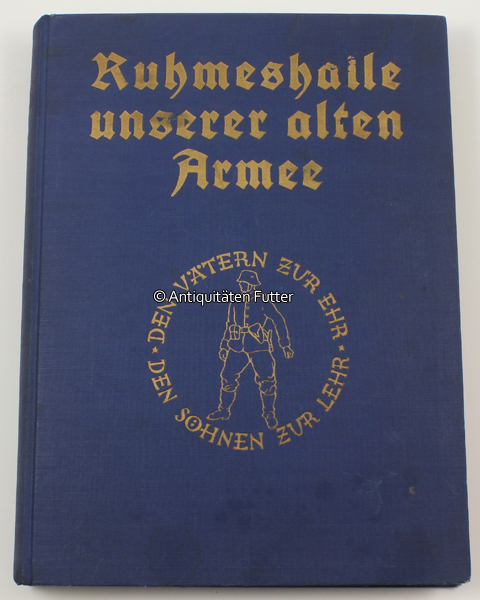 Ruhmeshalle
unserer alten
Armee
DEN VÄTERN ZUR EHR
© Antiquitäten Futter
DEN SÖHNEN ZUR LEHR